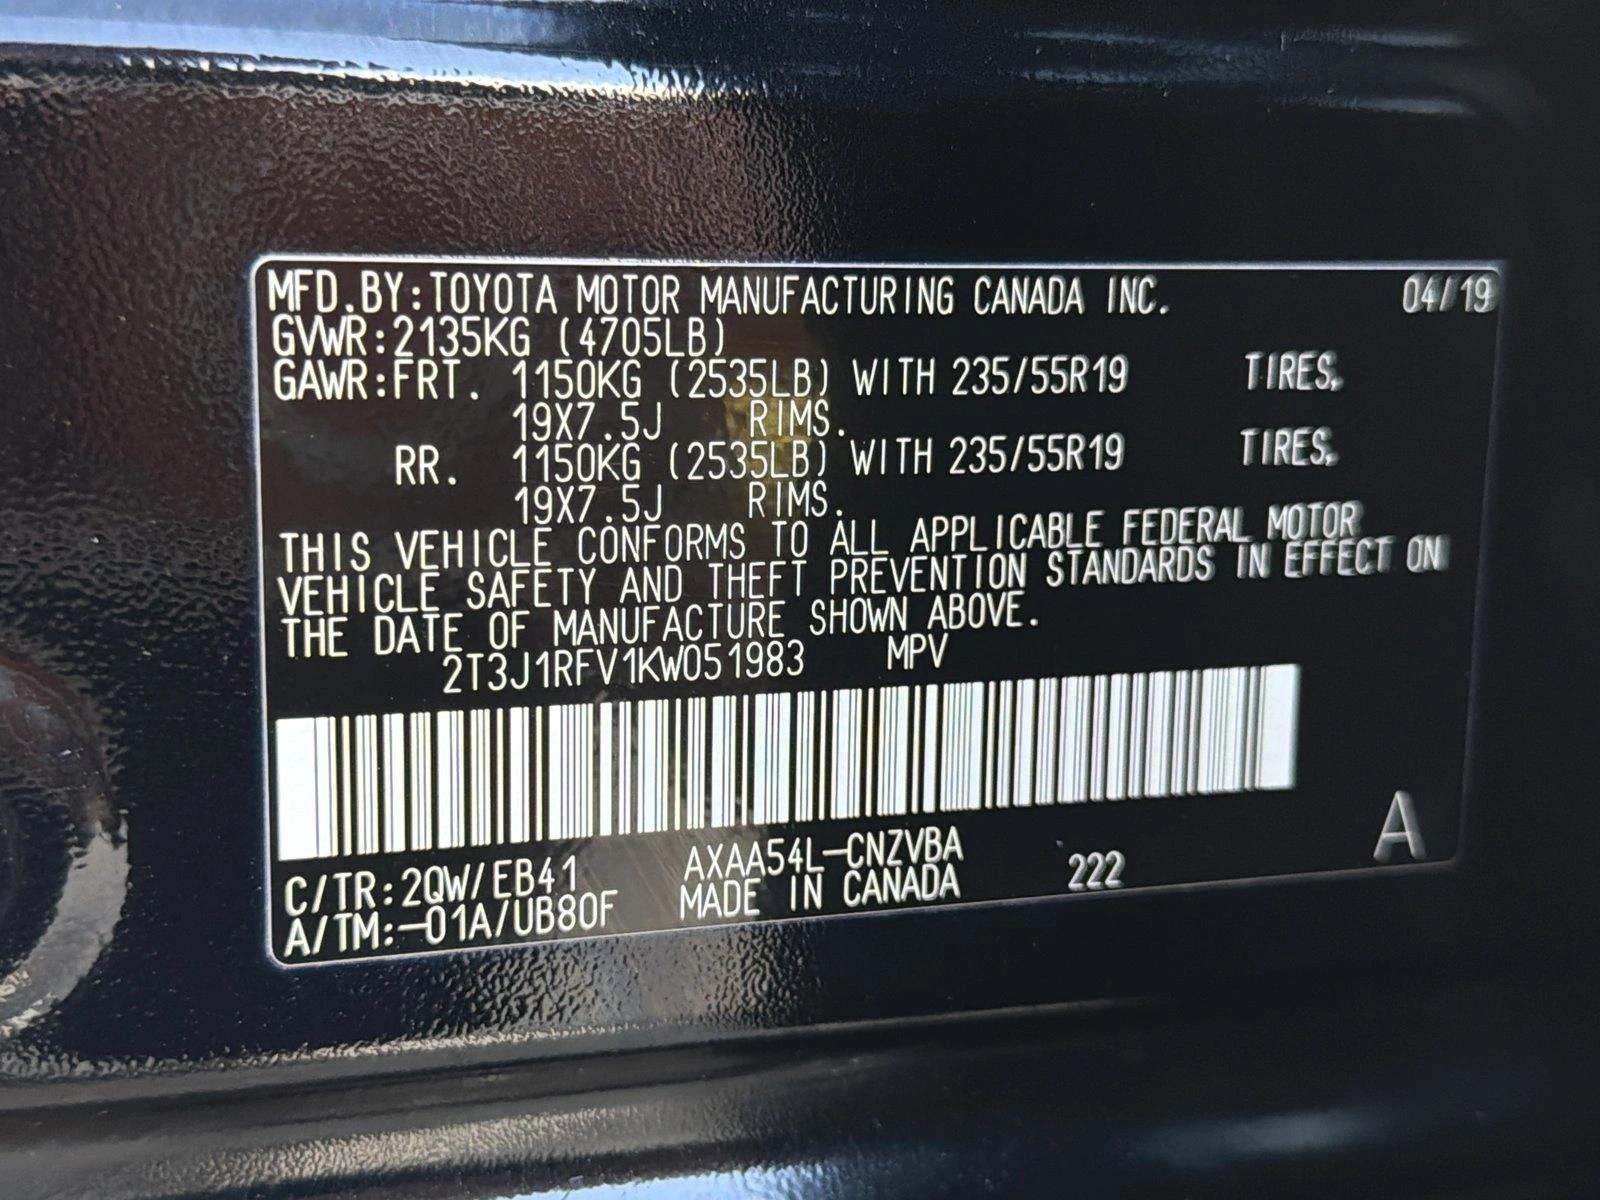 MFD.BY:TOYOTA MOTOR MANUFACTURING CANADA INC. 04/19
GVWR:2135KG (4705LB)
GAWR:FRT. 1150KG (2535LB) WITH 235/55R19 TIRES,
19X7.5J RIMS.
RR. 1150KG (2535LB) WITH 235/55R19 TIRES,
19X7.5J RIMS.
THIS VEHICLE CONFORMS TO ALL APPLICABLE FEDERAL MOTOR
VEHICLE SAFETY AND THEFT PREVENTION STANDARDS IN EFFECT ON
THE DATE OF MANUFACTURE SHOWN ABOVE.
2T3J1RFV1KW051983 MPV
C/TR:2QW/EB41 AXAA54L-CNZVBA 222 A
A/TM:-01A/UB80F MADE IN CANADA